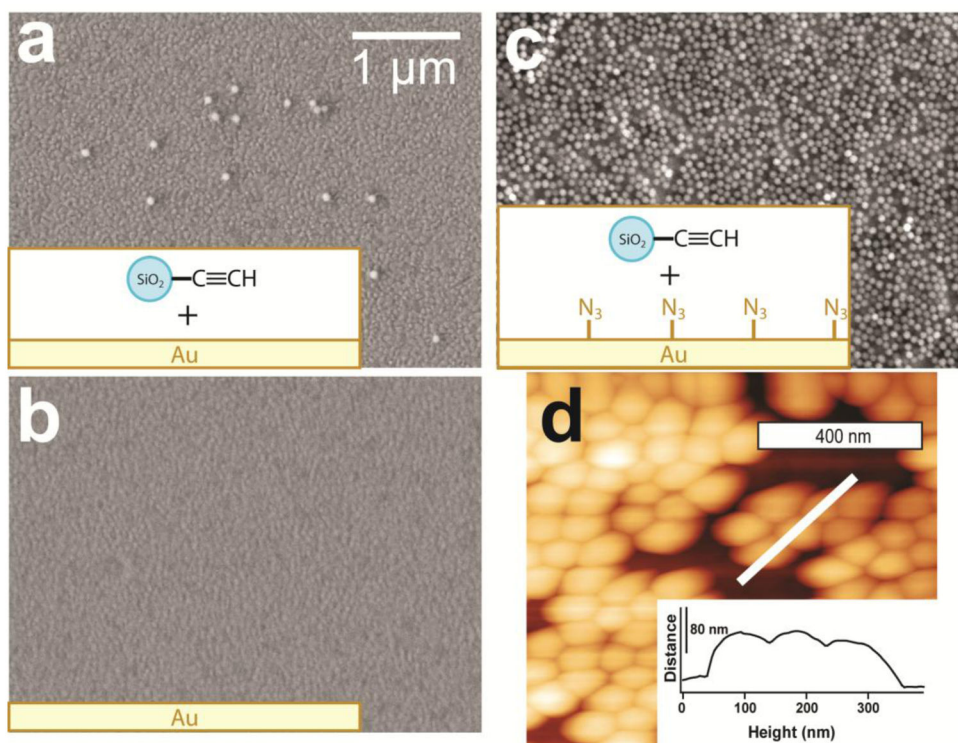 a
1 μm
SiO₂—C≡CH
+
Au
b
Au
c
SiO₂—C≡CH
+
N₃ N₃ N₃ N₃
Au
d
400 nm
Distance
80 nm
0 100 200 300
Height (nm)